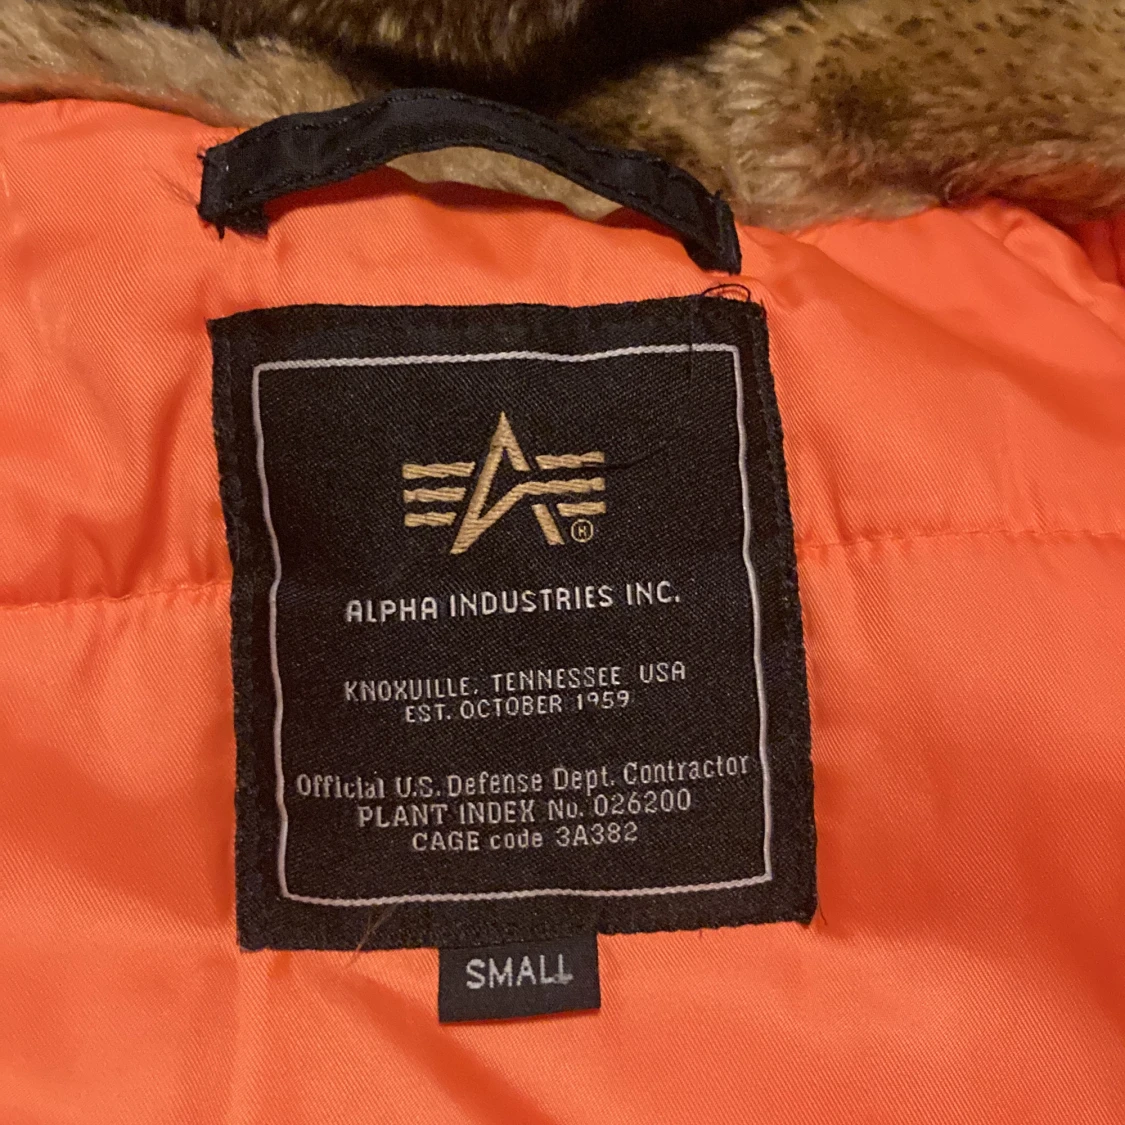 ALPHA INDUSTRIES INC.
KNOXVILLE, TENNESSEE USA
EST. OCTOBER 1959
Official U.S. Defense Dept. Contractor
PLANT INDEX No. 026200
CAGE code 3A382
SMALL